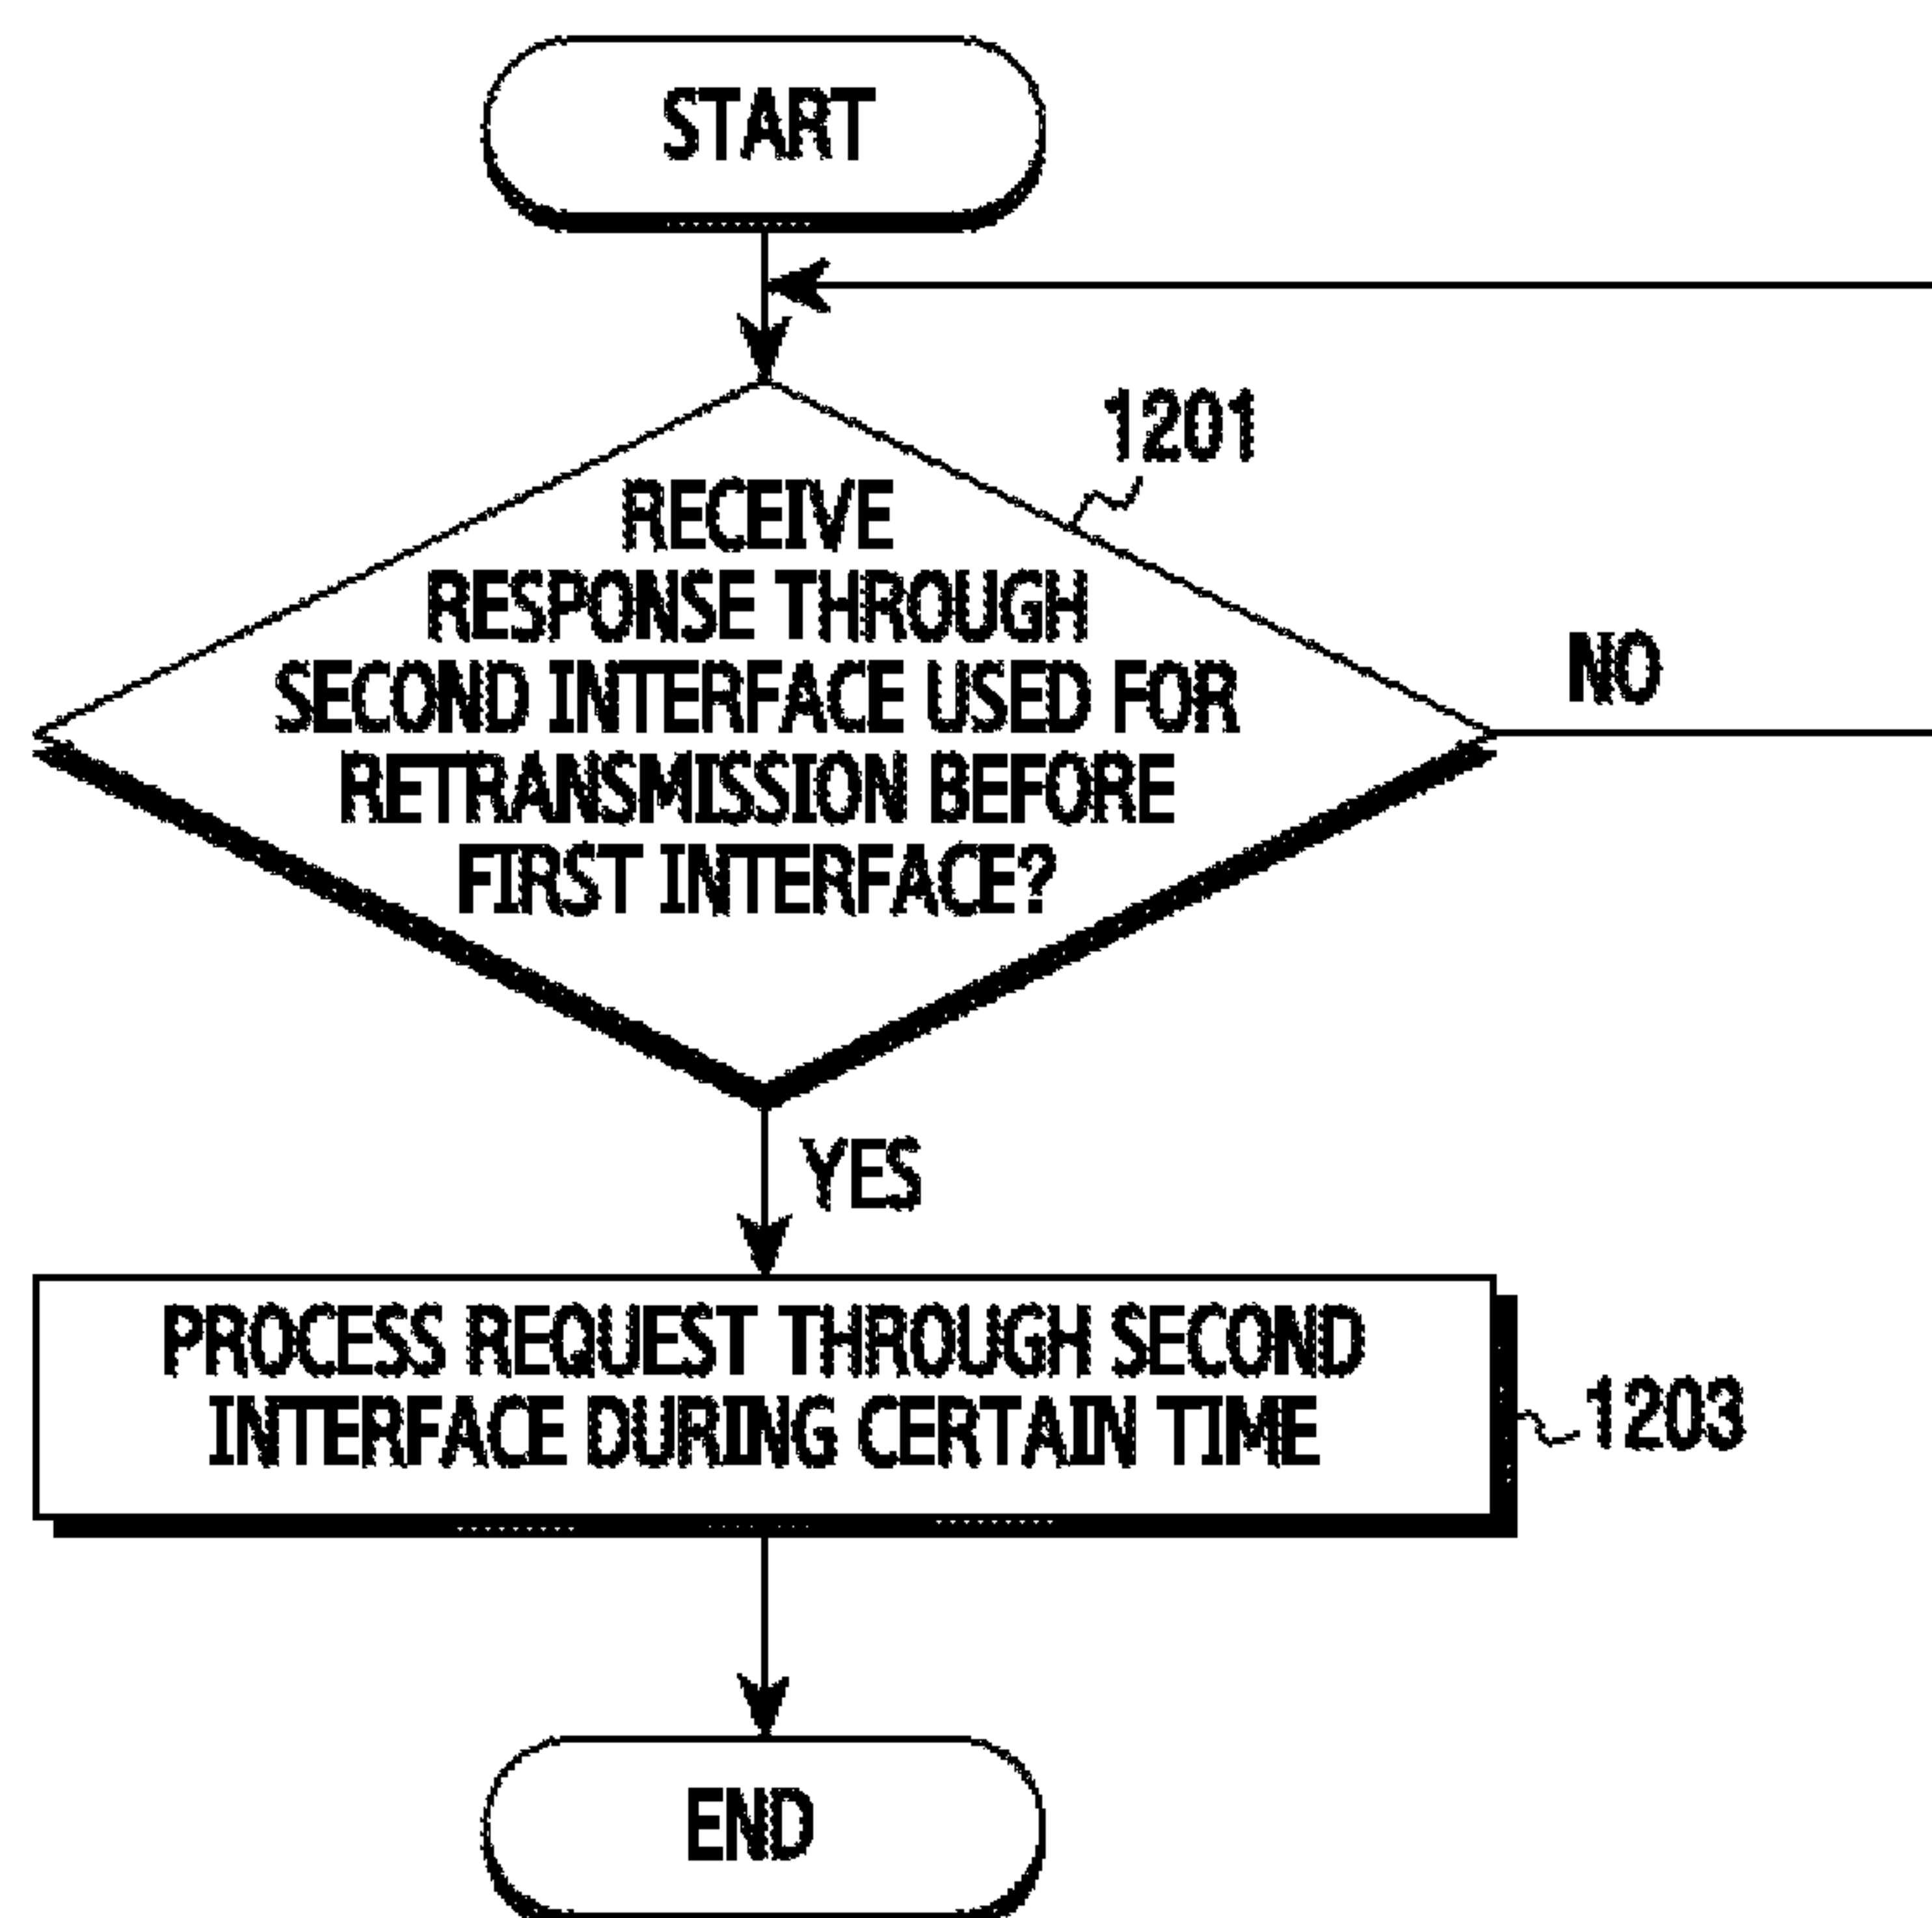 START
1201
RECEIVE
RESPONSE THROUGH
SECOND INTERFACE USED FOR
RETRANSMISSION BEFORE
FIRST INTERFACE?
NO
YES
PROCESS REQUEST THROUGH SECOND
INTERFACE DURING CERTAIN TIME
1203
END